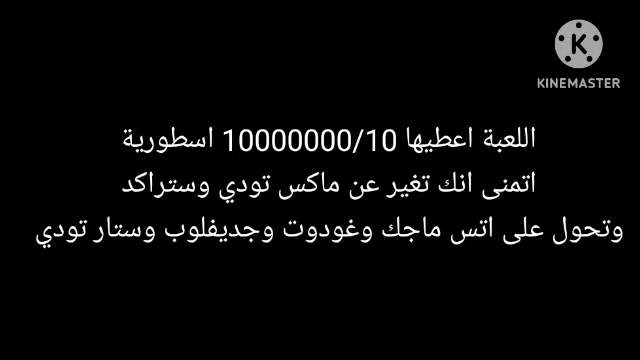 KINEMASTER
اللعبة اعطيها 10000000/10 اسطورية
اتمنى انك تغير عن ماكس تودي وستراكد
وتحول على اتس ماجك وغودوت وجديفلوب وستار تودي